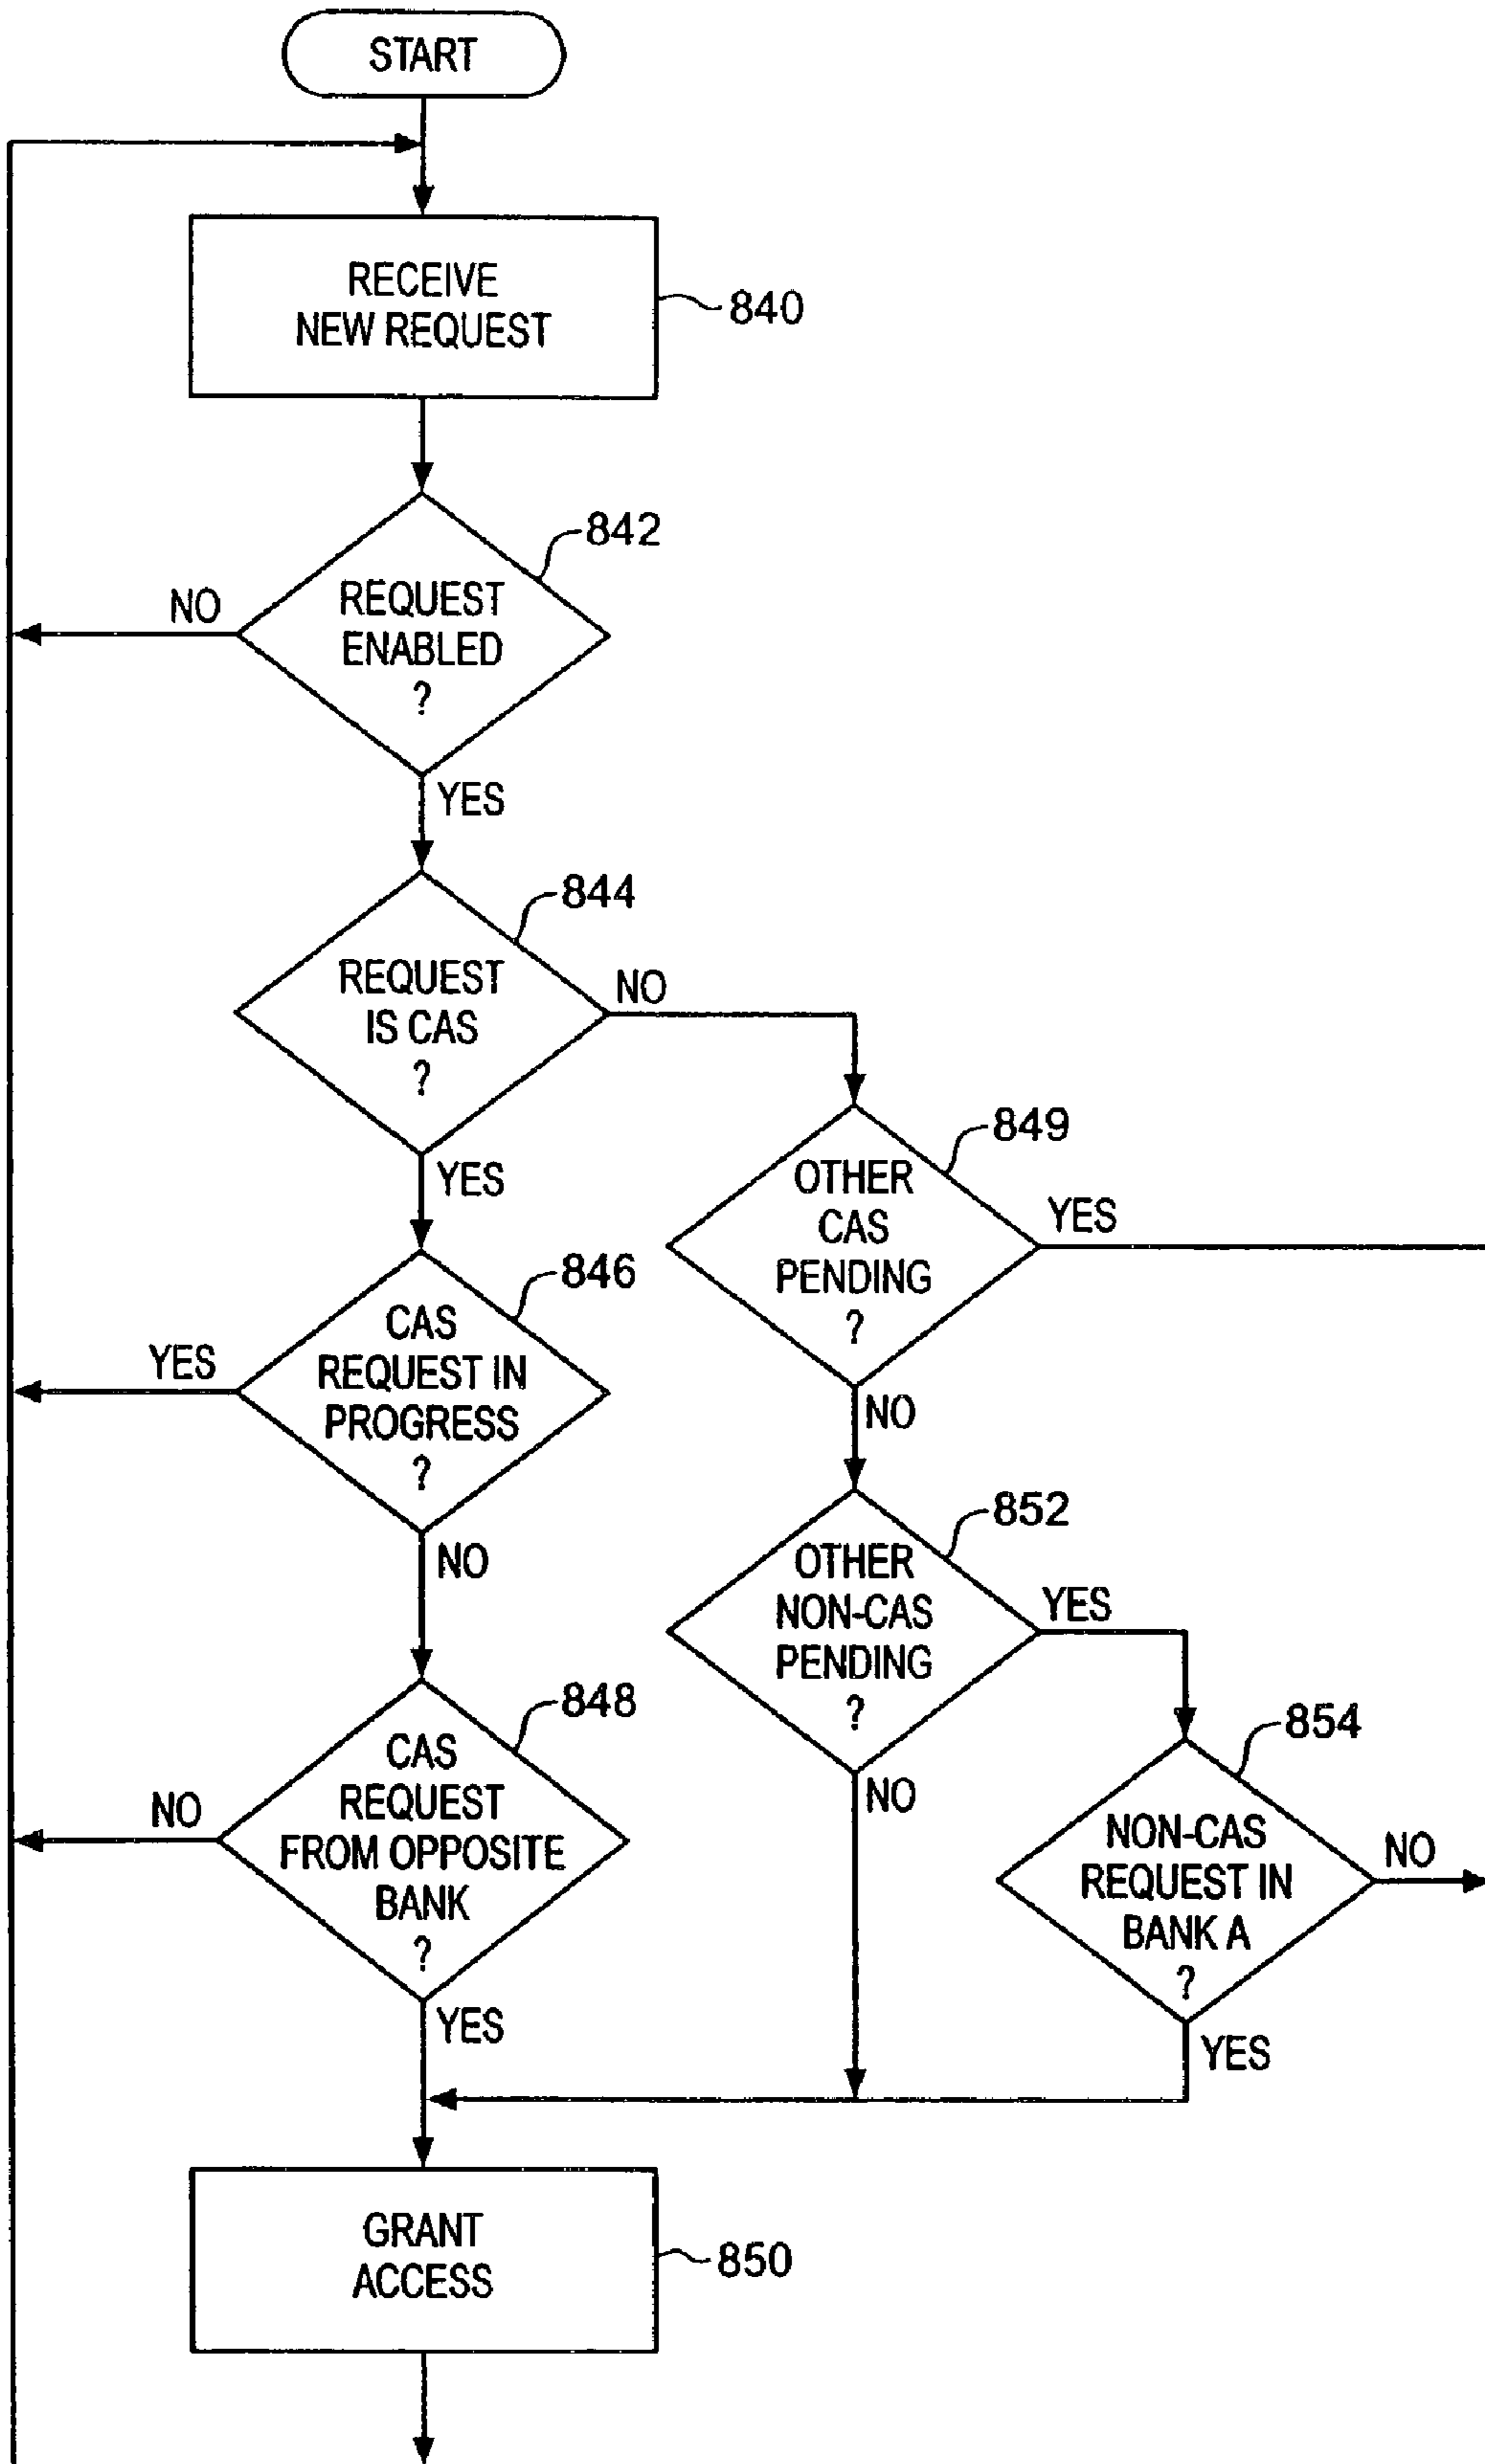 START
RECEIVE
NEW REQUEST
840
842
REQUEST
ENABLED
?
NO
YES
844
REQUEST
IS CAS
?
NO
YES
849
OTHER
CAS
PENDING
?
YES
NO
846
CAS
REQUEST IN
PROGRESS
?
YES
NO
852
OTHER
NON-CAS
PENDING
?
YES
NO
848
CAS
REQUEST
FROM OPPOSITE
BANK
?
NO
YES
854
NON-CAS
REQUEST IN
BANK A
?
NO
YES
GRANT
ACCESS
850